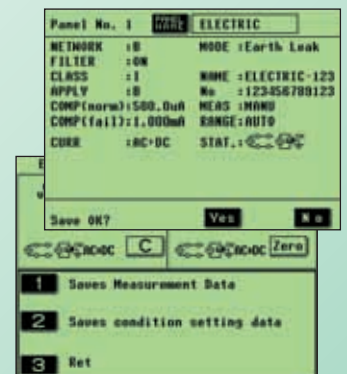 Panel No. 1 PANEL NAME ELECTRIC
NETWORK :B MODE :Earth Leak
FILTER :ON
CLASS :I NAME :ELECTRIC-123
APPLY :B No :123456789123
COMP(norm):500.0uA MEAS :MANU
COMP(fail):1.000mA RANGE:AUTO
CURR :AC+DC STAT.:
Save OK? Yes No
AC+DC C AC+DC Zero
1 Saves Measurement Data
2 Saves condition setting data
3 Ret